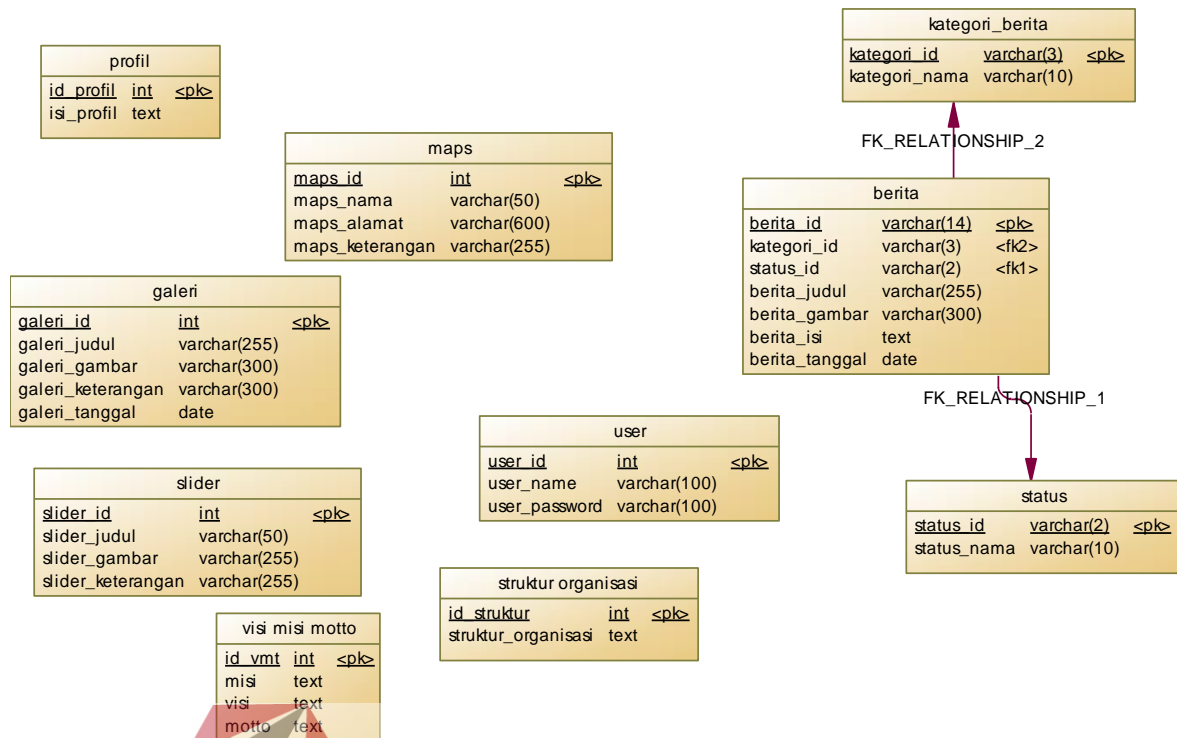 profil
id_profil int <pk>
isi_profil text
kategori_berita
kategori_id varchar(3) <pk>
kategori_nama varchar(10)
FK_RELATIONSHIP_2
maps
maps_id int <pk>
maps_nama varchar(50)
maps_alamat varchar(600)
maps_keterangan varchar(255)
berita
berita_id varchar(14) <pk>
kategori_id varchar(3) <fk2>
status_id varchar(2) <fk1>
berita_judul varchar(255)
berita_gambar varchar(300)
berita_isi text
berita_tanggal date
galeri
galeri_id int <pk>
galeri_judul varchar(255)
galeri_gambar varchar(300)
galeri_keterangan varchar(300)
galeri_tanggal date
FK_RELATIONSHIP_1
user
user_id int <pk>
user_name varchar(100)
user_password varchar(100)
slider
slider_id int <pk>
slider_judul varchar(50)
slider_gambar varchar(255)
slider_keterangan varchar(255)
status
status_id varchar(2) <pk>
status_nama varchar(10)
struktur organisasi
id_struktur int <pk>
struktur_organisasi text
visi misi motto
id_vmt int <pk>
misi text
visi text
motto text